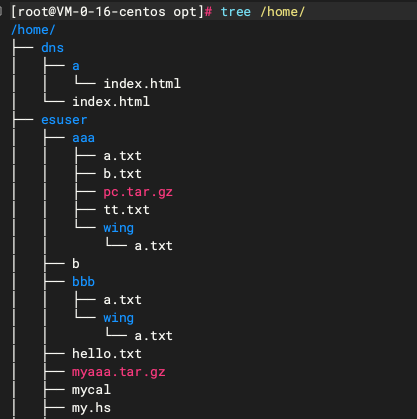 [root@VM-0-16-centos opt]# tree /home/
/home/
├── dns
│   ├── a
│   │   └── index.html
│   └── index.html
├── esuser
│   ├── aaa
│   │   ├── a.txt
│   │   ├── b.txt
│   │   ├── pc.tar.gz
│   │   ├── tt.txt
│   │   └── wing
│   │       └── a.txt
│   ├── b
│   ├── bbb
│   │   ├── a.txt
│   │   └── wing
│   │       └── a.txt
│   ├── hello.txt
│   ├── myaaa.tar.gz
│   ├── mycal
│   ├── my.hs